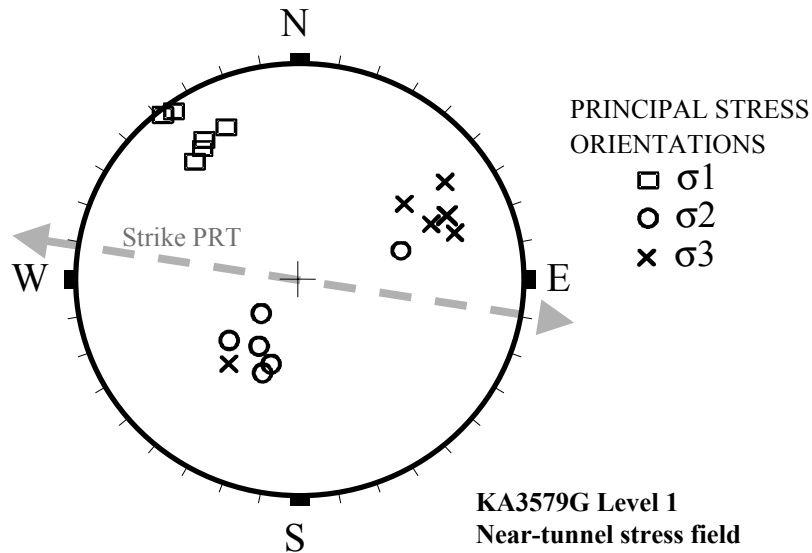 N
PRINCIPAL STRESS
ORIENTATIONS
σ1
σ2
σ3
Strike PRT
W
E
S
KA3579G Level 1
Near-tunnel stress field